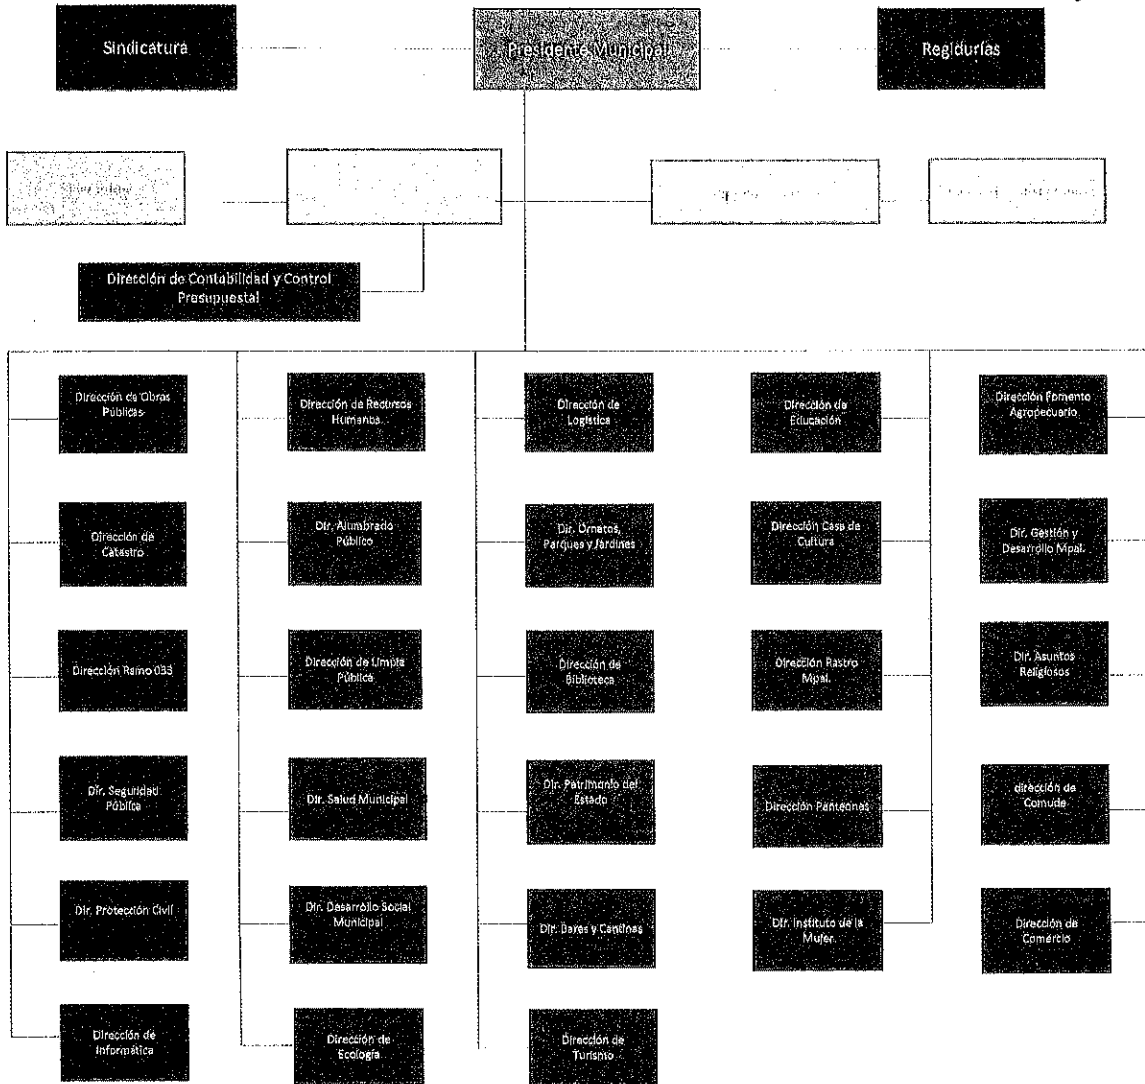 Sindicatura
Presidente Municipal
Regidurías
Dirección de Contabilidad y Control
Presupuestal
Dirección de Obras
Públicas
Dirección de Recursos
Humanos
Dirección de
Logística
Dirección de
Educación
Dirección Fomento
Agropecuario
Dirección de
Catastro
Dir. Alumbrado
Público
Dir. Ornatos,
Parques y Jardines
Dirección Casa de
Cultura
Dir. Gestión y
Desarrollo Mpal.
Dirección Ramo 033
Dirección de Limpia
Pública
Dirección de
Biblioteca
Dirección Rastro
Mpal.
Dir. Asuntos
Religiosos
Dir. Seguridad
Pública
Dir. Salud Municipal
Dir. Patrimonio del
Estado
Dirección Panteones
dirección de
Comude
Dir. Protección Civil
Dir. Desarrollo Social
Municipal
Dir. Bares y Cantinas
Dir. Instituto de la
Mujer.
Dirección de
Comercio
Dirección de
Informática
Dirección de
Ecología
Dirección de
Turismo